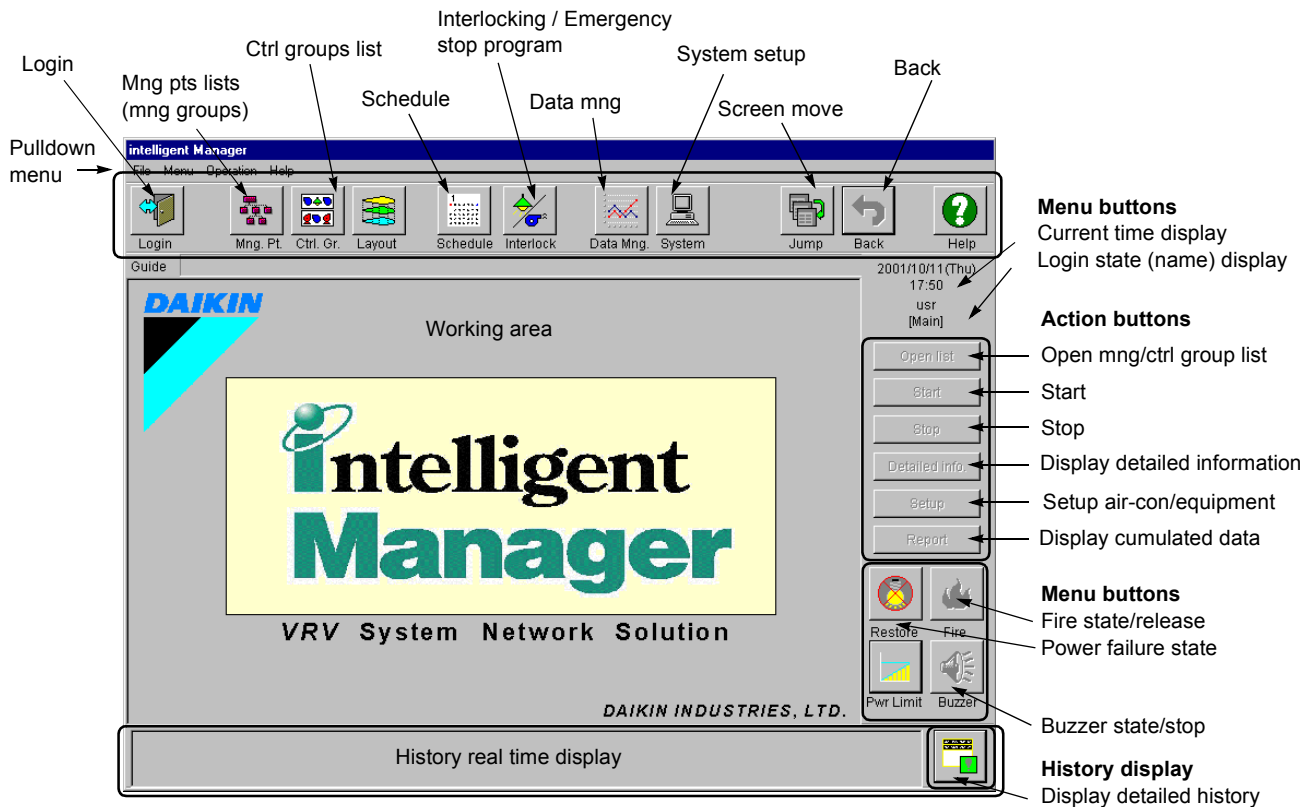 Interlocking / Emergency
stop program
Ctrl groups list
System setup
Login
Back
Mng pts lists
(mng groups)
Schedule
Data mng
Screen move
Pulldown
menu
intelligent Manager
File Menu Operation Help
Login
Mng. Pt.
Ctrl. Gr.
Layout
Schedule
Interlock
Data Mng.
System
Jump
Back
Help
Menu buttons
Current time display
Login state (name) display
Guide
2001/10/11(Thu)
17:50
usr
[Main]
DAIKIN
Working area
Action buttons
Open list
Open mng/ctrl group list
Start
Start
Stop
Stop
Detailed info
Display detailed information
Setup
Setup air-con/equipment
Report
Display cumulated data
intelligent
Manager
VRV System Network Solution
Menu buttons
Fire state/release
Power failure state
Restore
Fire
Pwr Limit
Buzzer
DAIKIN INDUSTRIES, LTD.
Buzzer state/stop
History real time display
History display
Display detailed history